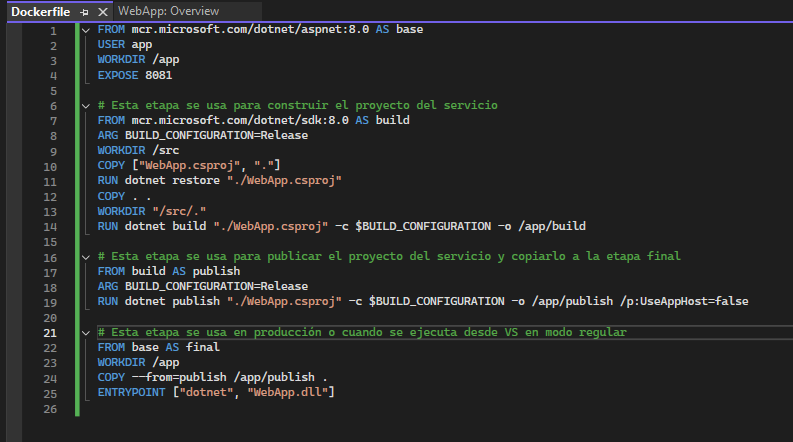 Dockerfile WebApp: Overview
1 FROM mcr.microsoft.com/dotnet/aspnet:8.0 AS base
2 USER app
3 WORKDIR /app
4 EXPOSE 8081
5
6 # Esta etapa se usa para construir el proyecto del servicio
7 FROM mcr.microsoft.com/dotnet/sdk:8.0 AS build
8 ARG BUILD_CONFIGURATION=Release
9 WORKDIR /src
10 COPY ["WebApp.csproj", "."]
11 RUN dotnet restore "./WebApp.csproj"
12 COPY . .
13 WORKDIR "/src/."
14 RUN dotnet build "./WebApp.csproj" -c $BUILD_CONFIGURATION -o /app/build
15
16 # Esta etapa se usa para publicar el proyecto del servicio y copiarlo a la etapa final
17 FROM build AS publish
18 ARG BUILD_CONFIGURATION=Release
19 RUN dotnet publish "./WebApp.csproj" -c $BUILD_CONFIGURATION -o /app/publish /p:UseAppHost=false
20
21 # Esta etapa se usa en producción o cuando se ejecuta desde VS en modo regular
22 FROM base AS final
23 WORKDIR /app
24 COPY --from=publish /app/publish .
25 ENTRYPOINT ["dotnet", "WebApp.dll"]
26